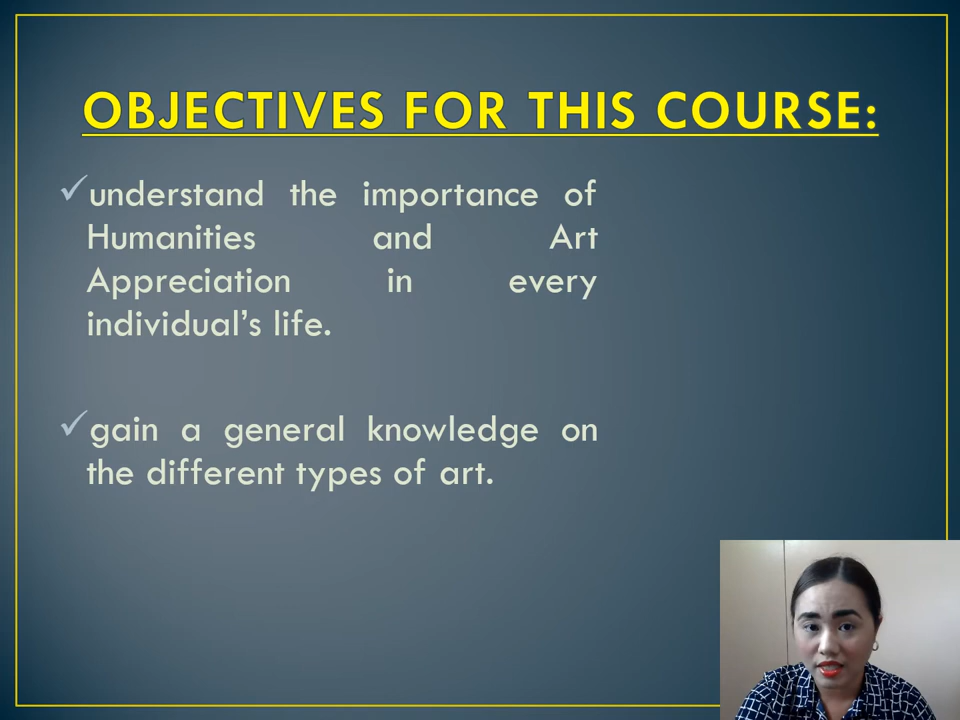 OBJECTIVES FOR THIS COURSE:
understand the importance of
Humanities and Art
Appreciation in every
individual’s life.
gain a general knowledge on
the different types of art.